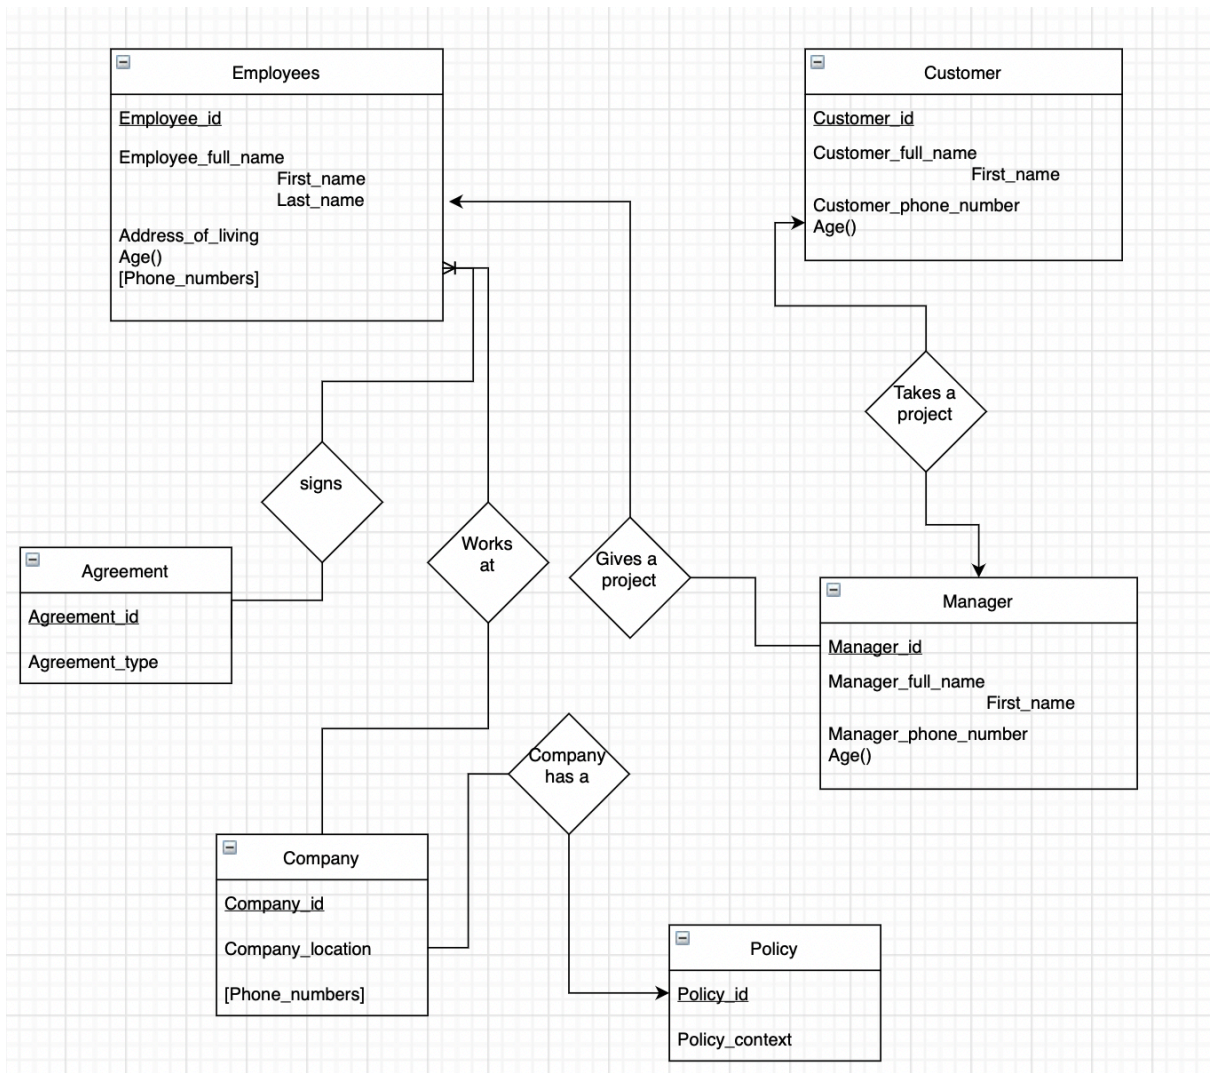 Employees
Employee_id
Employee_full_name
First_name
Last_name
Address_of_living
Age()
[Phone_numbers]
Customer
Customer_id
Customer_full_name
First_name
Customer_phone_number
Age()
Takes a
project
signs
Works
at
Gives a
project
Agreement
Agreement_id
Agreement_type
Manager
Manager_id
Manager_full_name
First_name
Manager_phone_number
Age()
Company
has a
Company
Company_id
Company_location
[Phone_numbers]
Policy
Policy_id
Policy_context